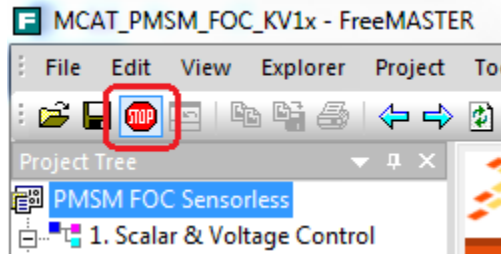 MCAT_PMSM_FOC_KV1x - FreeMASTER
File Edit View Explorer Project
STOP
Project Tree
PMSM FOC Sensorless
1. Scalar & Voltage Control